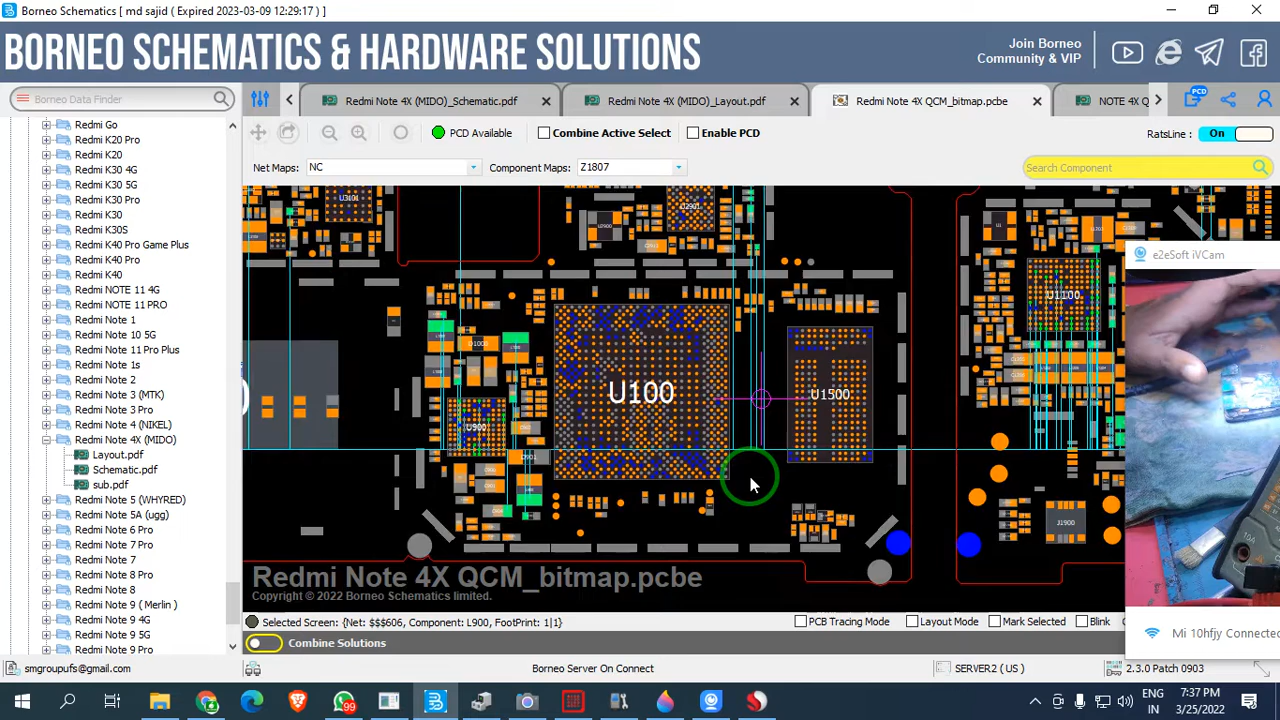 Borneo Schematics [ md sajid ( Expired 2023-03-09 12:29:17 ) ]
BORNEO SCHEMATICS & HARDWARE SOLUTIONS
Join Borneo
Community & VIP
Borneo Data Finder
Redmi Note 4X (MIDO)_Schematic.pdf
Redmi Note 4X (MIDO)_Layout.pdf
Redmi Note 4X QCM_bitmap.pcbe
NOTE 4X Q
PCD
PCD Available
Combine Active Select
Enable PCD
RatsLine:
On
Net Maps:
NC
Component Maps:
Z1807
Search Component
Redmi Go
Redmi K20 Pro
Redmi K20
Redmi K30 4G
Redmi K30 5G
Redmi K30 Pro
Redmi K30
Redmi K30S
Redmi K40 Pro Game Plus
Redmi K40 Pro
Redmi K40
Redmi NOTE 11 4G
Redmi NOTE 11 PRO
Redmi Note 1
Redmi Note 10 5G
Redmi Note 11 Pro Plus
Redmi Note 1s
Redmi Note 2
Redmi Note 3 (MTK)
Redmi Note 3 Pro
Redmi Note 4 (NIKEL)
Redmi Note 4X (MIDO)
Layout.pdf
Schematic.pdf
sub.pdf
Redmi Note 5 (WHYRED)
Redmi Note 5A (ugg)
Redmi Note 6 Pro
Redmi Note 7 Pro
Redmi Note 7
Redmi Note 8 Pro
Redmi Note 8
Redmi Note 9 ( Merlin )
Redmi Note 9 4G
Redmi Note 9 5G
Redmi Note 9 Pro
U3101
U2901
U1
U1100
U100
U1500
U900
J1900
e2eSoft iVCam
Mi 10hfjy Connected
Redmi Note 4X QCM_bitmap.pcbe
Copyright © 2022 Borneo Schematics limited.
Selected Screen: {Net: $$$606, Component: L900, FootPrint: 1|1}
PCB Tracing Mode
Layout Mode
Mark Selected
Blink
Combine Solutions
smgroupufs@gmail.com
Borneo Server On Connect
SERVER2 ( US )
2.3.0 Patch 0903
99
ENG
IN
7:37 PM
3/25/2022